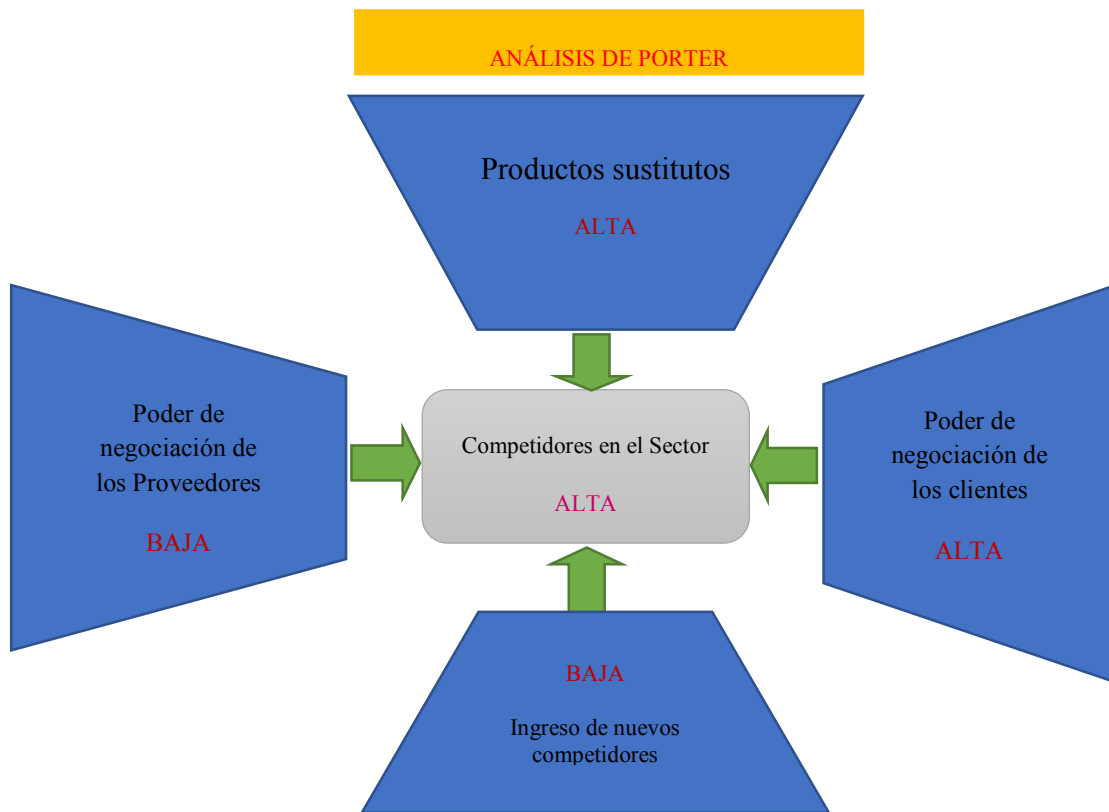 ANÁLISIS DE PORTER
Productos sustitutos
ALTA
Poder de
negociación de
los Proveedores
BAJA
Competidores en el Sector
ALTA
Poder de
negociación de
los clientes
ALTA
BAJA
Ingreso de nuevos
competidores